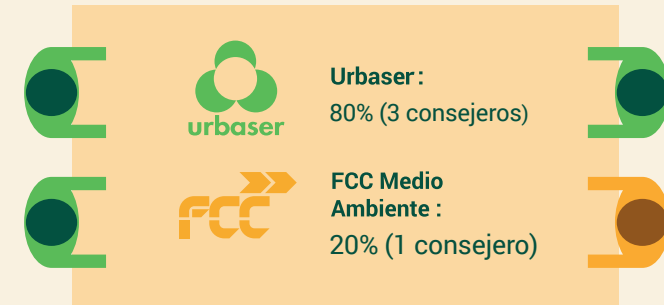 urbaser
Urbaser:
80% (3 consejeros)
FCC
FCC Medio
Ambiente :
20% (1 consejero)